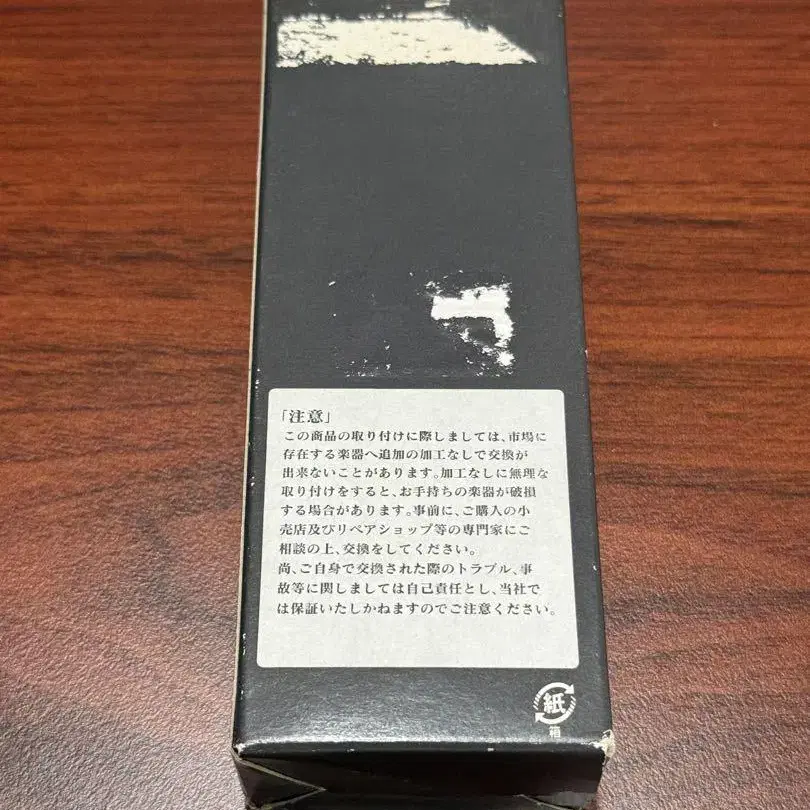 「注意」
この商品の取り付けに際しましては、市場に
存在する楽器へ追加の加工なしで交換が
出来ないことがあります。加工なしに無理な
取り付けをすると、お手持ちの楽器が破損
する場合があります。事前に、ご購入の小
売店及びリペアショップ等の専門家にご
相談の上、交換をしてください。
尚、ご自身で交換された際のトラブル、事
故等に関しましては自己責任とし、当社で
は保証いたしかねますのでご注意ください。
紙
箱